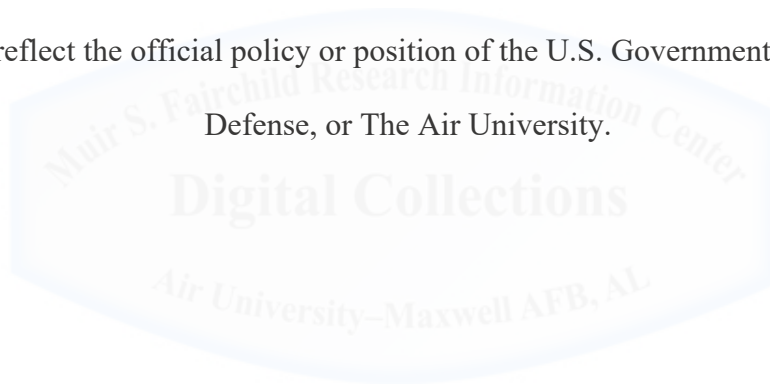 reflect the official policy or position of the U.S. Government
Muir S. Fairchild Research Information Center
Defense, or The Air University.
Digital Collections
Air University–Maxwell AFB, AL